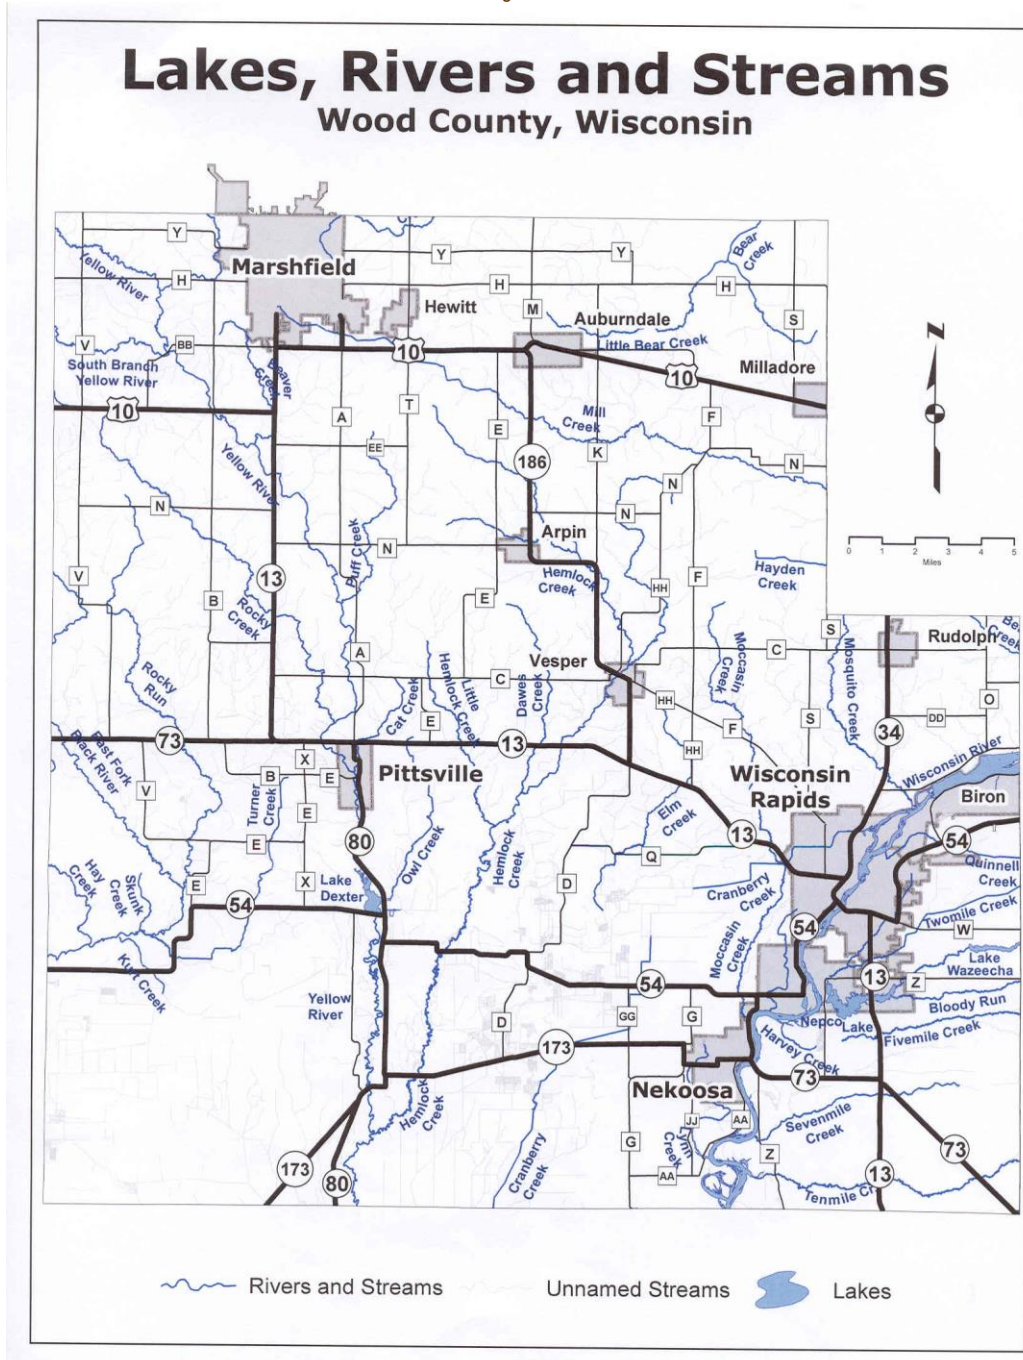 Lakes, Rivers and Streams
Wood County, Wisconsin
Y
Marshfield
Yellow River
H
Y
Y
Bear
Creek
H
H
Hewitt
M
Auburndale
S
V
BB
10
Little Bear Creek
South Branch
Yellow River
Beaver
Creek
10
Milladore
10
A
T
E
Mill
Creek
F
EE
K
186
N
Yellow River
N
N
N
Arpin
Duff Creek
N
0 1 2 3 4 5
Miles
V
13
Hemlock
Creek
HH
F
Hayden
Creek
B
Rocky
Creek
E
S
Rudolph
A
Vesper
C
Moccasin
Creek
Mosquito Creek
Rocky
Run
Hemlock Creek
Little
C
Dawes
Creek
HH
O
Cat Creek
E
F
S
DD
73
13
34
HH
East Fork
Black River
X
Pittsville
Wisconsin
Rapids
Wisconsin River
B
E
V
Turner
Creek
E
Biron
Elm
Creek
80
13
54
E
Owl Creek
Hemlock
Creek
Q
Quinnell
Creek
Hay
Creek
Skunk
Creek
E
X
Lake
Dexter
D
Cranberry
Creek
54
Twomile Creek
54
W
Moccasin
Creek
Lake
Wazeecha
Kurt Creek
54
13
Z
Yellow
River
GG
G
Bloody Run
D
Nepco Lake
Harvey Creek
Fivemile Creek
173
73
Nekoosa
Hemlock
Creek
JJ
AA
Sevenmile
Creek
G
Lynn
Creek
Z
73
173
80
Cranberry
Creek
AA
13
Tenmile Cr
Rivers and Streams
Unnamed Streams
Lakes